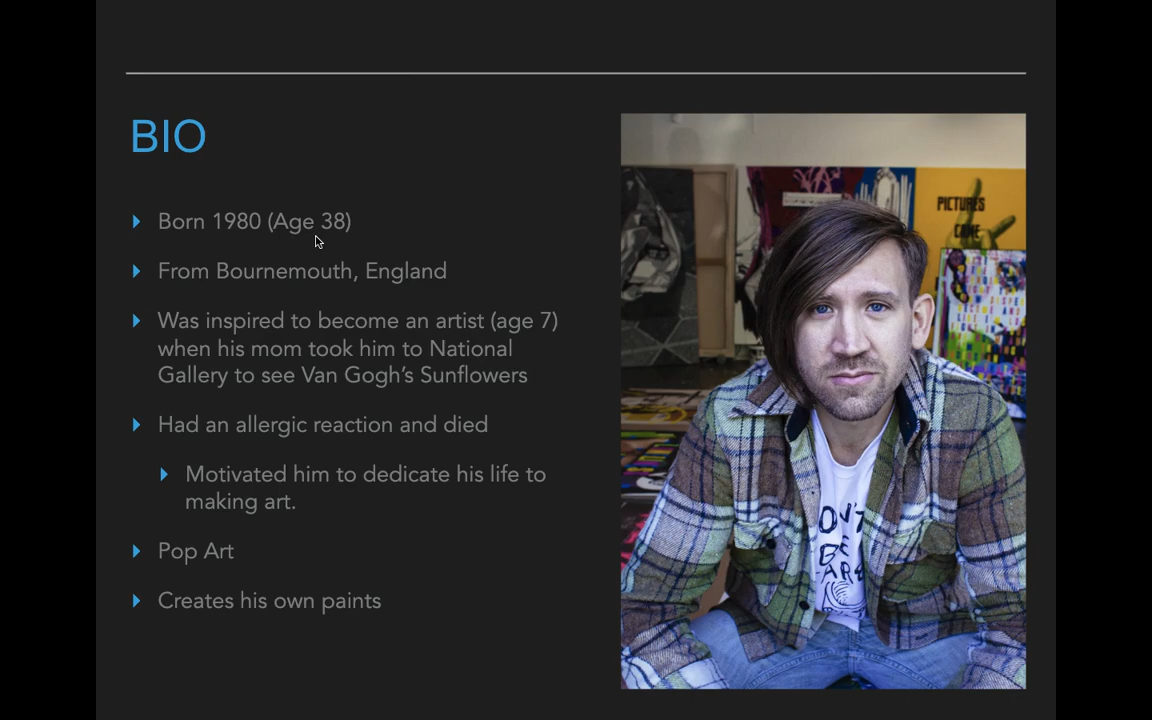 BIO
Born 1980 (Age 38)
From Bournemouth, England
Was inspired to become an artist (age 7)
when his mom took him to National
Gallery to see Van Gogh's Sunflowers
Had an allergic reaction and died
Motivated him to dedicate his life to
making art.
Pop Art
Creates his own paints
PICTURES
COME
BE